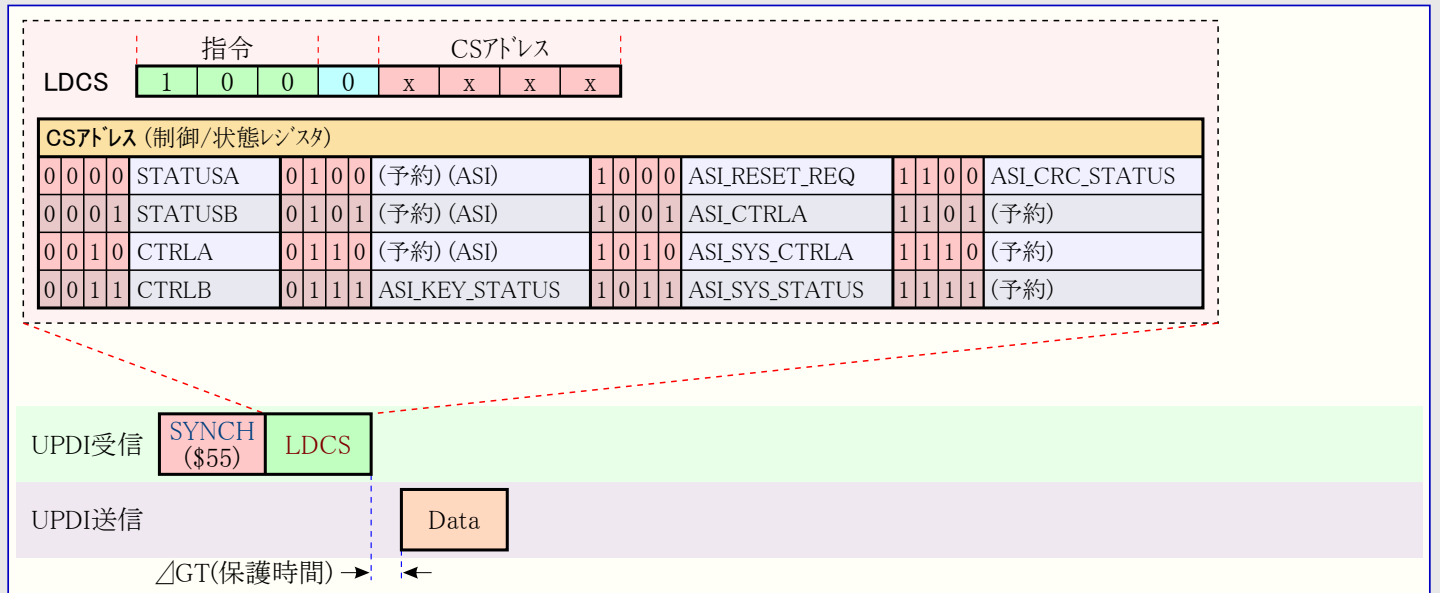 指令 CSアドレス
LDCS 1 0 0 0 x x x x
CSアドレス (制御/状態レジスタ)
0 0 0 0 STATUSA 0 1 0 0 (予約) (ASI) 1 0 0 0 ASI_RESET_REQ 1 1 0 0 ASI_CRC_STATUS
0 0 0 1 STATUSB 0 1 0 1 (予約) (ASI) 1 0 0 1 ASI_CTRLA 1 1 0 1 (予約)
0 0 1 0 CTRLA 0 1 1 0 (予約) (ASI) 1 0 1 0 ASI_SYS_CTRLA 1 1 1 0 (予約)
0 0 1 1 CTRLB 0 1 1 1 ASI_KEY_STATUS 1 0 1 1 ASI_SYS_STATUS 1 1 1 1 (予約)
UPDI受信 SYNCH LDCS
($55)
UPDI送信 Data
⊿GT(保護時間)